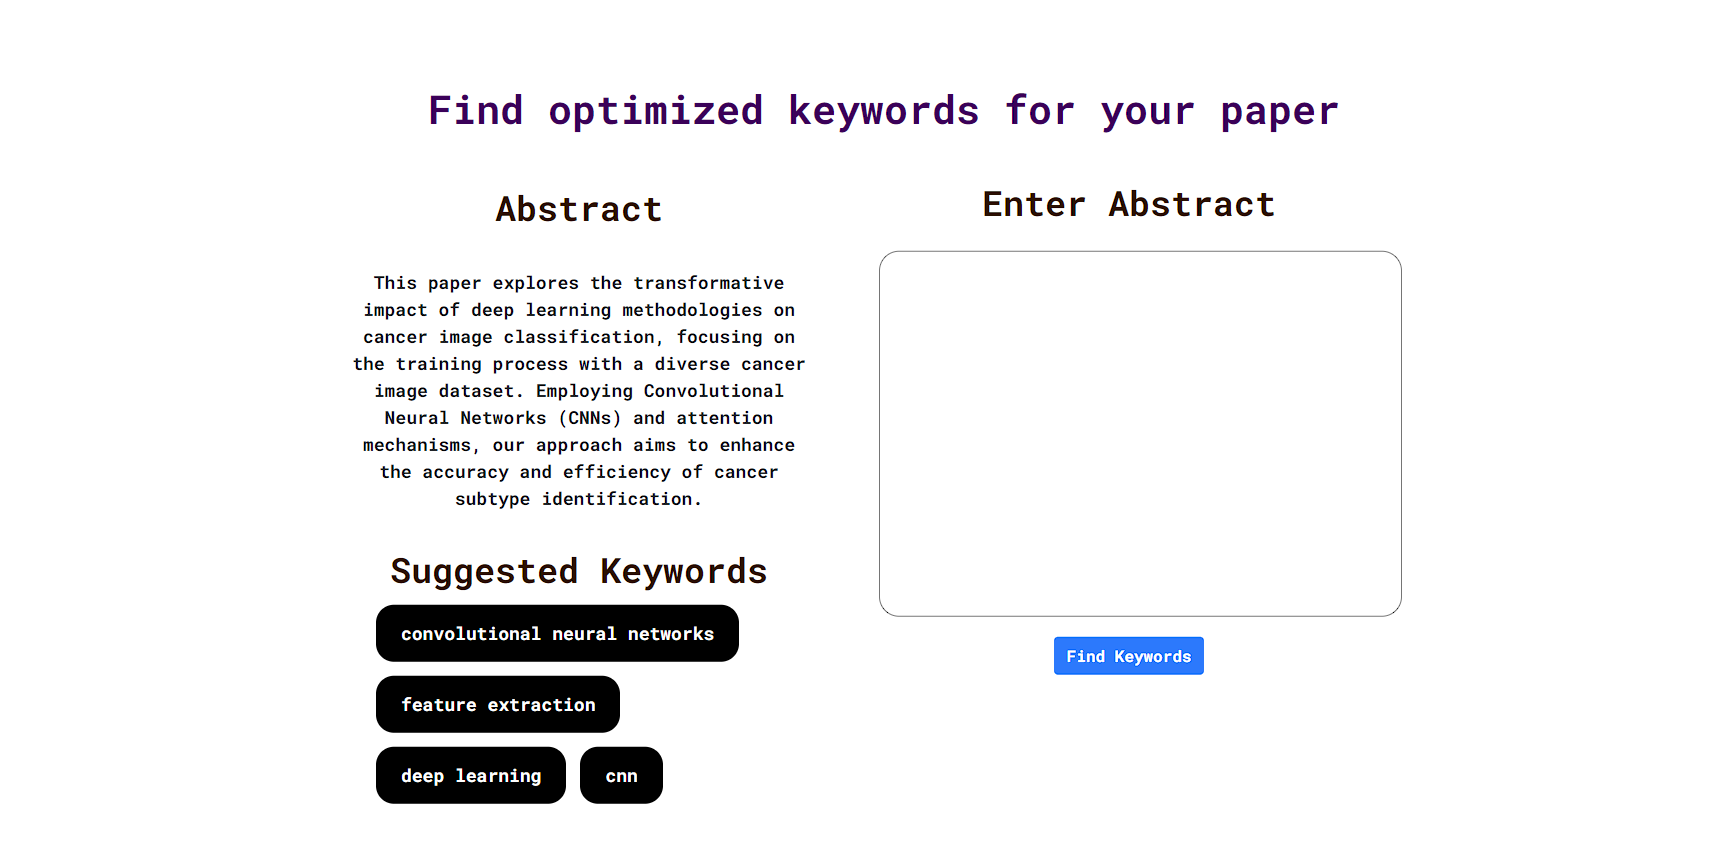 Find optimized keywords for your paper
Abstract
This paper explores the transformative
impact of deep learning methodologies on
cancer image classification, focusing on
the training process with a diverse cancer
image dataset. Employing Convolutional
Neural Networks (CNNs) and attention
mechanisms, our approach aims to enhance
the accuracy and efficiency of cancer
subtype identification.
Suggested Keywords
convolutional neural networks
feature extraction
deep learning
cnn
Enter Abstract
Find Keywords